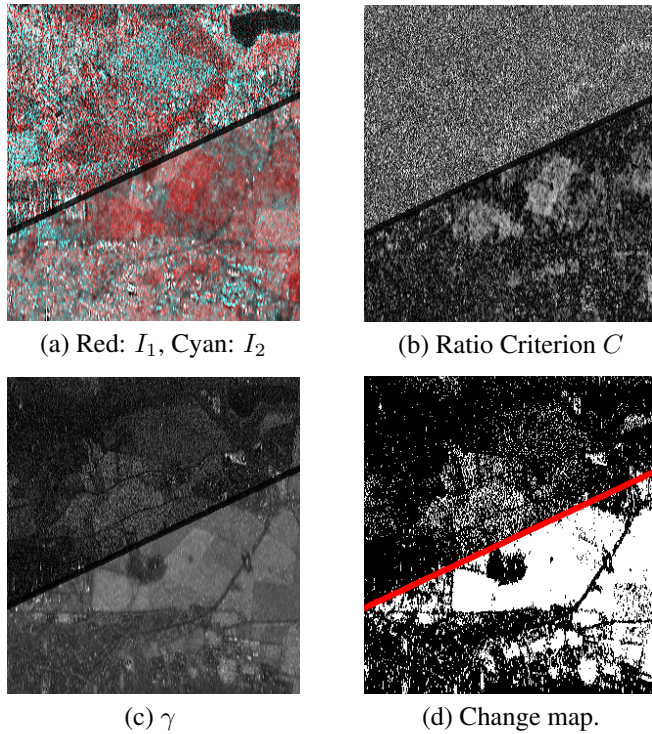 (a) Red: I₁, Cyan: I₂
(b) Ratio Criterion C
(c) γ
(d) Change map.